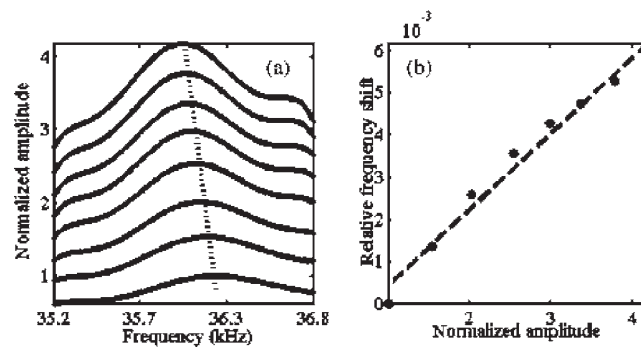 10⁻³
(a)
4
3
2
1
Normalized amplitude
35.2 35.7 36.3 36.8
Frequency (kHz)
(b)
6
5
4
3
2
1
0
Relative frequency shift
2 3 4
Normalized amplitude